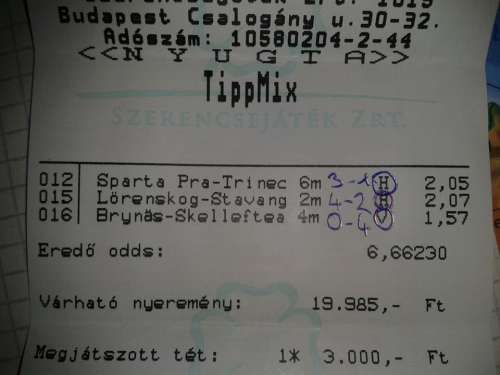 Budapest Csalogány u.30-32.
Adószám: 10580204-2-44
<<NYUGTA>>
TippMix
SZERENCSEJÁTÉK ZRT.
012 Sparta Pra-Trinec 6m 3-1 H 2,05
015 Lörenskog-Stavang 2m 4-2 H 2,07
016 Brynäs-Skelleftea 4m 0-4 V 1,57
Eredő odds: 6,66230
Várható nyeremény: 19.985,- Ft
Megjátszott tét: 1* 3.000,- Ft